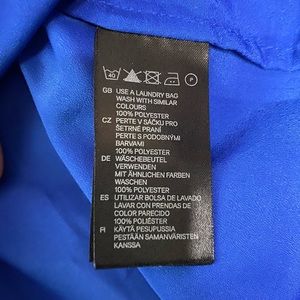 40 P
GB USE A LAUNDRY BAG
WASH WITH SIMILAR
COLOURS
100% POLYESTER
CZ PERTE V SÁČKU PRO
ŠETRNÉ PRANÍ
PERTE S PODOBNÝMI
BARVAMI
100% POLYESTER
DE WÄSCHEBEUTEL
VERWENDEN
MIT ÄHNLICHEN FARBEN
WASCHEN
100% POLYESTER
ES UTILIZAR BOLSA DE LAVADO
LAVAR CON PRENDAS DE
COLOR PARECIDO
100% POLIÉSTER
FI KÄYTÄ PESUPUSSIA
PESTÄÄN SAMANVÄRISTEN
KANSSA